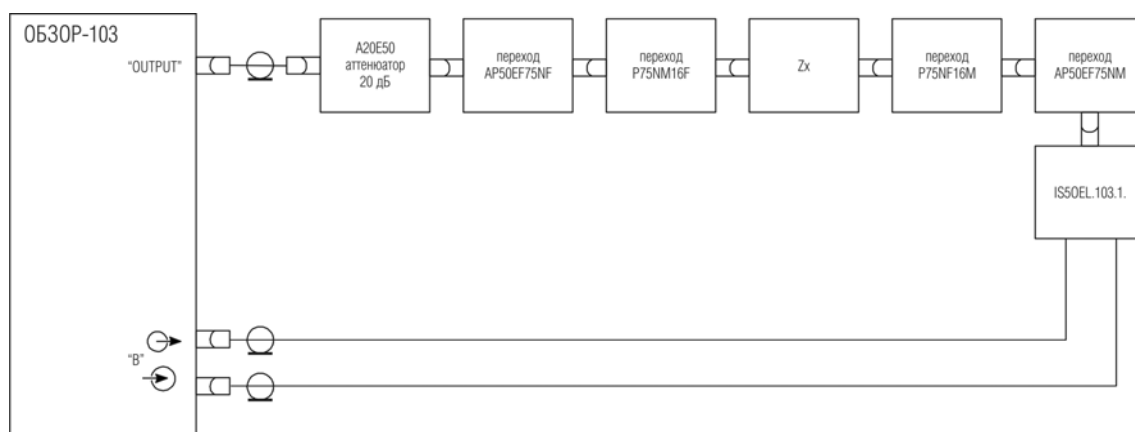 ОБЗОР-103
"OUTPUT"
A20E50
аттенюатор
20 дБ
переход
AP50EF75NF
переход
P75NM16F
Zx
переход
P75NF16M
переход
AP50EF75NM
IS50EL.103.1.
"B"